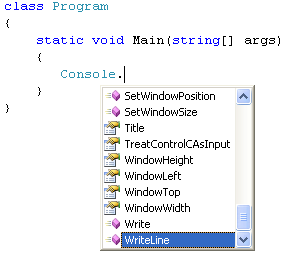 class Program
{
static void Main(string[] args)
{
Console.
}
}
SetWindowPosition
SetWindowSize
Title
TreatControlCAsInput
WindowHeight
WindowLeft
WindowTop
WindowWidth
Write
WriteLine